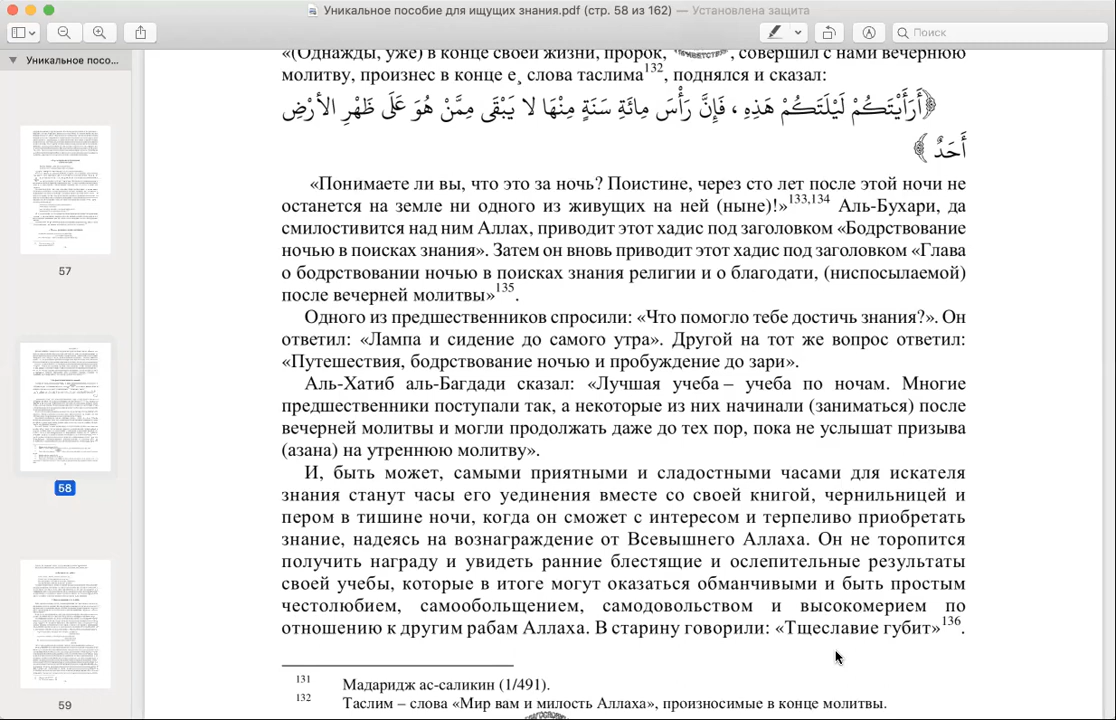 Уникальное пособие для ищущих знания.pdf (стр. 58 из 162) — Установлена защита
Поиск
Уникальное посо...
57
58
59
«(Однажды, уже) в конце своей жизни, пророк, , совершил с нами вечернюю
молитву, произнес в конце е¸ слова таслима132, поднялся и сказал:
﴿أَرَأَيْتَكُمْ لَيْلَتَكُمْ هَذِهِ ، فَإِنَّ رَأْسَ مِائَةِ سَنَةٍ مِنْهَا لا يَبْقَى مِمَّنْ هُوَ عَلَى ظَهْرِ الأرْضِ
أَحَدٌ ﴾
«Понимаете ли вы, что это за ночь? Поистине, через сто лет после этой ночи не
останется на земле ни одного из живущих на ней (ныне)!»133,134 Аль-Бухари, да
смилостивится над ним Аллах, приводит этот хадис под заголовком «Бодрствование
ночью в поисках знания». Затем он вновь приводит этот хадис под заголовком «Глава
о бодрствовании ночью в поисках знания религии и о благодати, (ниспосылаемой)
после вечерней молитвы»135.
Одного из предшественников спросили: «Что помогло тебе достичь знания?». Он
ответил: «Лампа и сидение до самого утра». Другой на тот же вопрос ответил:
«Путешествия, бодрствование ночью и пробуждение до зари».
Аль-Хатиб аль-Багдади сказал: «Лучшая учеба – учеба по ночам. Многие
предшественники поступали так, а некоторые из них начинали (заниматься) после
вечерней молитвы и могли продолжать даже до тех пор, пока не услышат призыва
(азана) на утреннюю молитву».
И, быть может, самыми приятными и сладостными часами для искателя
знания станут часы его уединения вместе со своей книгой, чернильницей и
пером в тишине ночи, когда он сможет с интересом и терпеливо приобретать
знание, надеясь на вознаграждение от Всевышнего Аллаха. Он не торопится
получить награду и увидеть ранние блестящие и ослепительные результаты
своей учебы, которые в итоге могут оказаться обманчивыми и быть простым
честолюбием, самообольщением, самодовольством и высокомерием по
отношению к другим рабам Аллаха. В старину говорили: «Тщеславие губит»136.
131 Мадаридж ас-саликин (1/491).
132 Таслим – слова «Мир вам и милость Аллаха», произносимые в конце молитвы.